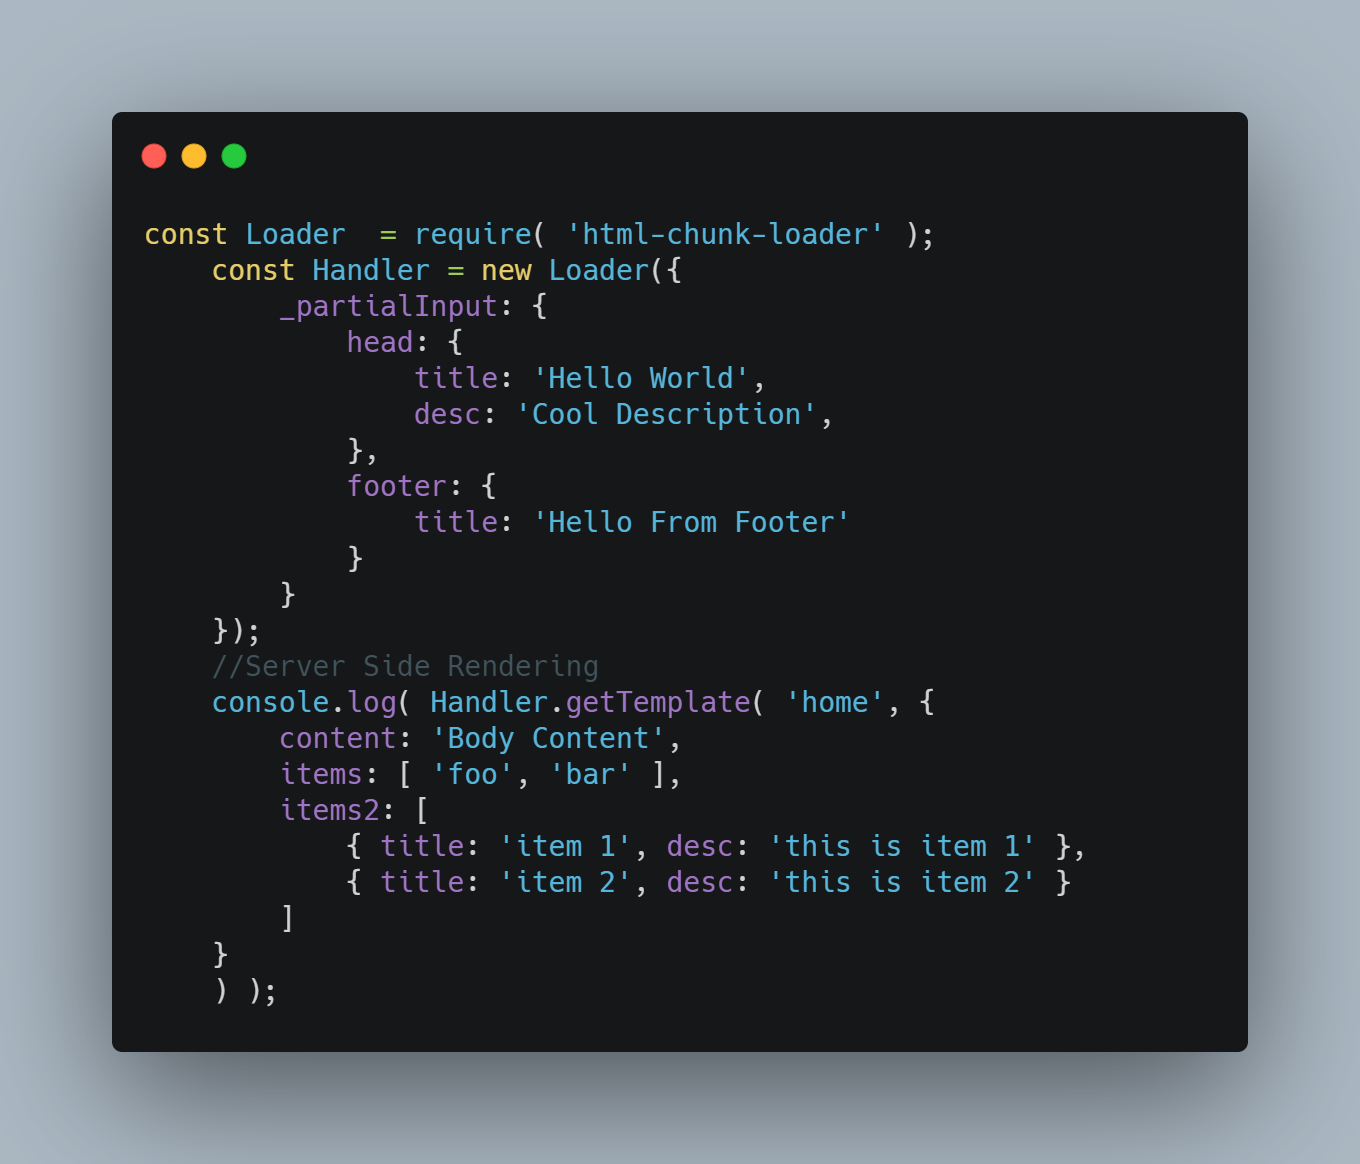 const Loader  = require( 'html-chunk-loader' );
    const Handler = new Loader({
        _partialInput: {
            head: {
                title: 'Hello World',
                desc: 'Cool Description',
            },
            footer: {
                title: 'Hello From Footer'
            }
        }
    });
    //Server Side Rendering
    console.log( Handler.getTemplate( 'home', {
        content: 'Body Content',
        items: [ 'foo', 'bar' ],
        items2: [
            { title: 'item 1', desc: 'this is item 1' },
            { title: 'item 2', desc: 'this is item 2' }
        ]
    }
    ) );